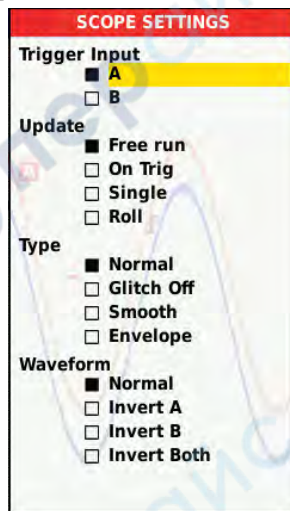 SCOPE SETTINGS
Trigger Input
A
B
Update
Free run
On Trig
Single
Roll
Type
Normal
Glitch Off
Smooth
Envelope
Waveform
Normal
Invert A
Invert B
Invert Both